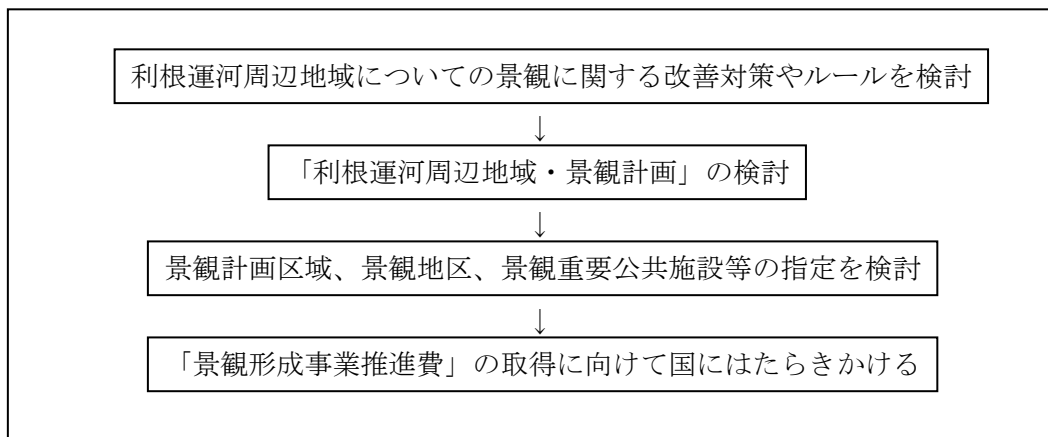 利根運河周辺地域についての景観に関する改善対策やルールを検討
↓
「利根運河周辺地域・景観計画」の検討
↓
景観計画区域、景観地区、景観重要公共施設等の指定を検討
↓
「景観形成事業推進費」の取得に向けて国にはたらきかける